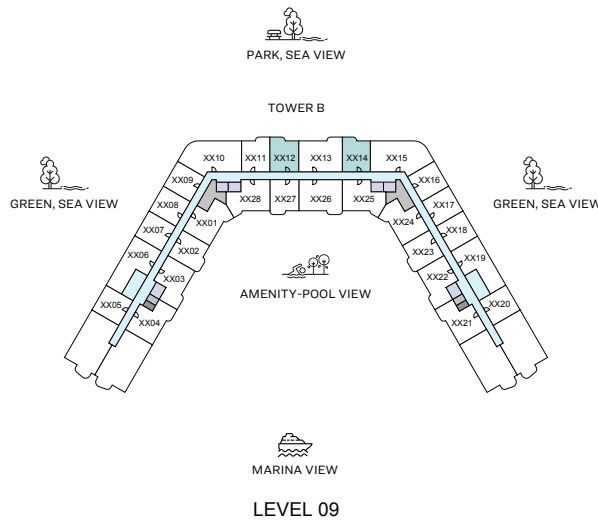 PARK, SEA VIEW
TOWER B
XX10
XX11
XX12
XX13
XX14
XX15
XX09
XX16
XX08
XX28
XX27
XX26
XX25
XX17
XX01
XX24
XX07
XX18
XX02
XX23
XX06
XX19
XX03
XX22
XX05
XX20
XX04
XX21
GREEN, SEA VIEW
GREEN, SEA VIEW
AMENITY-POOL VIEW
MARINA VIEW
LEVEL 09